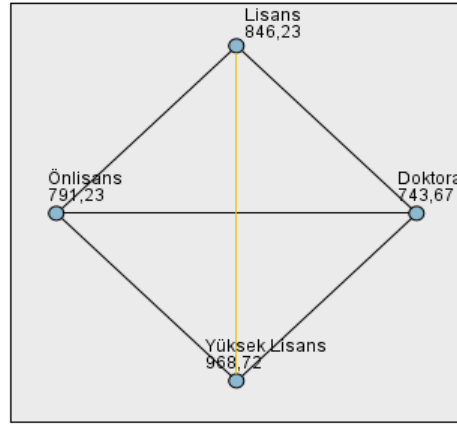 Lisans
846,23
Önlisans
791,23
Doktora
743,67
Yüksek Lisans
968,72